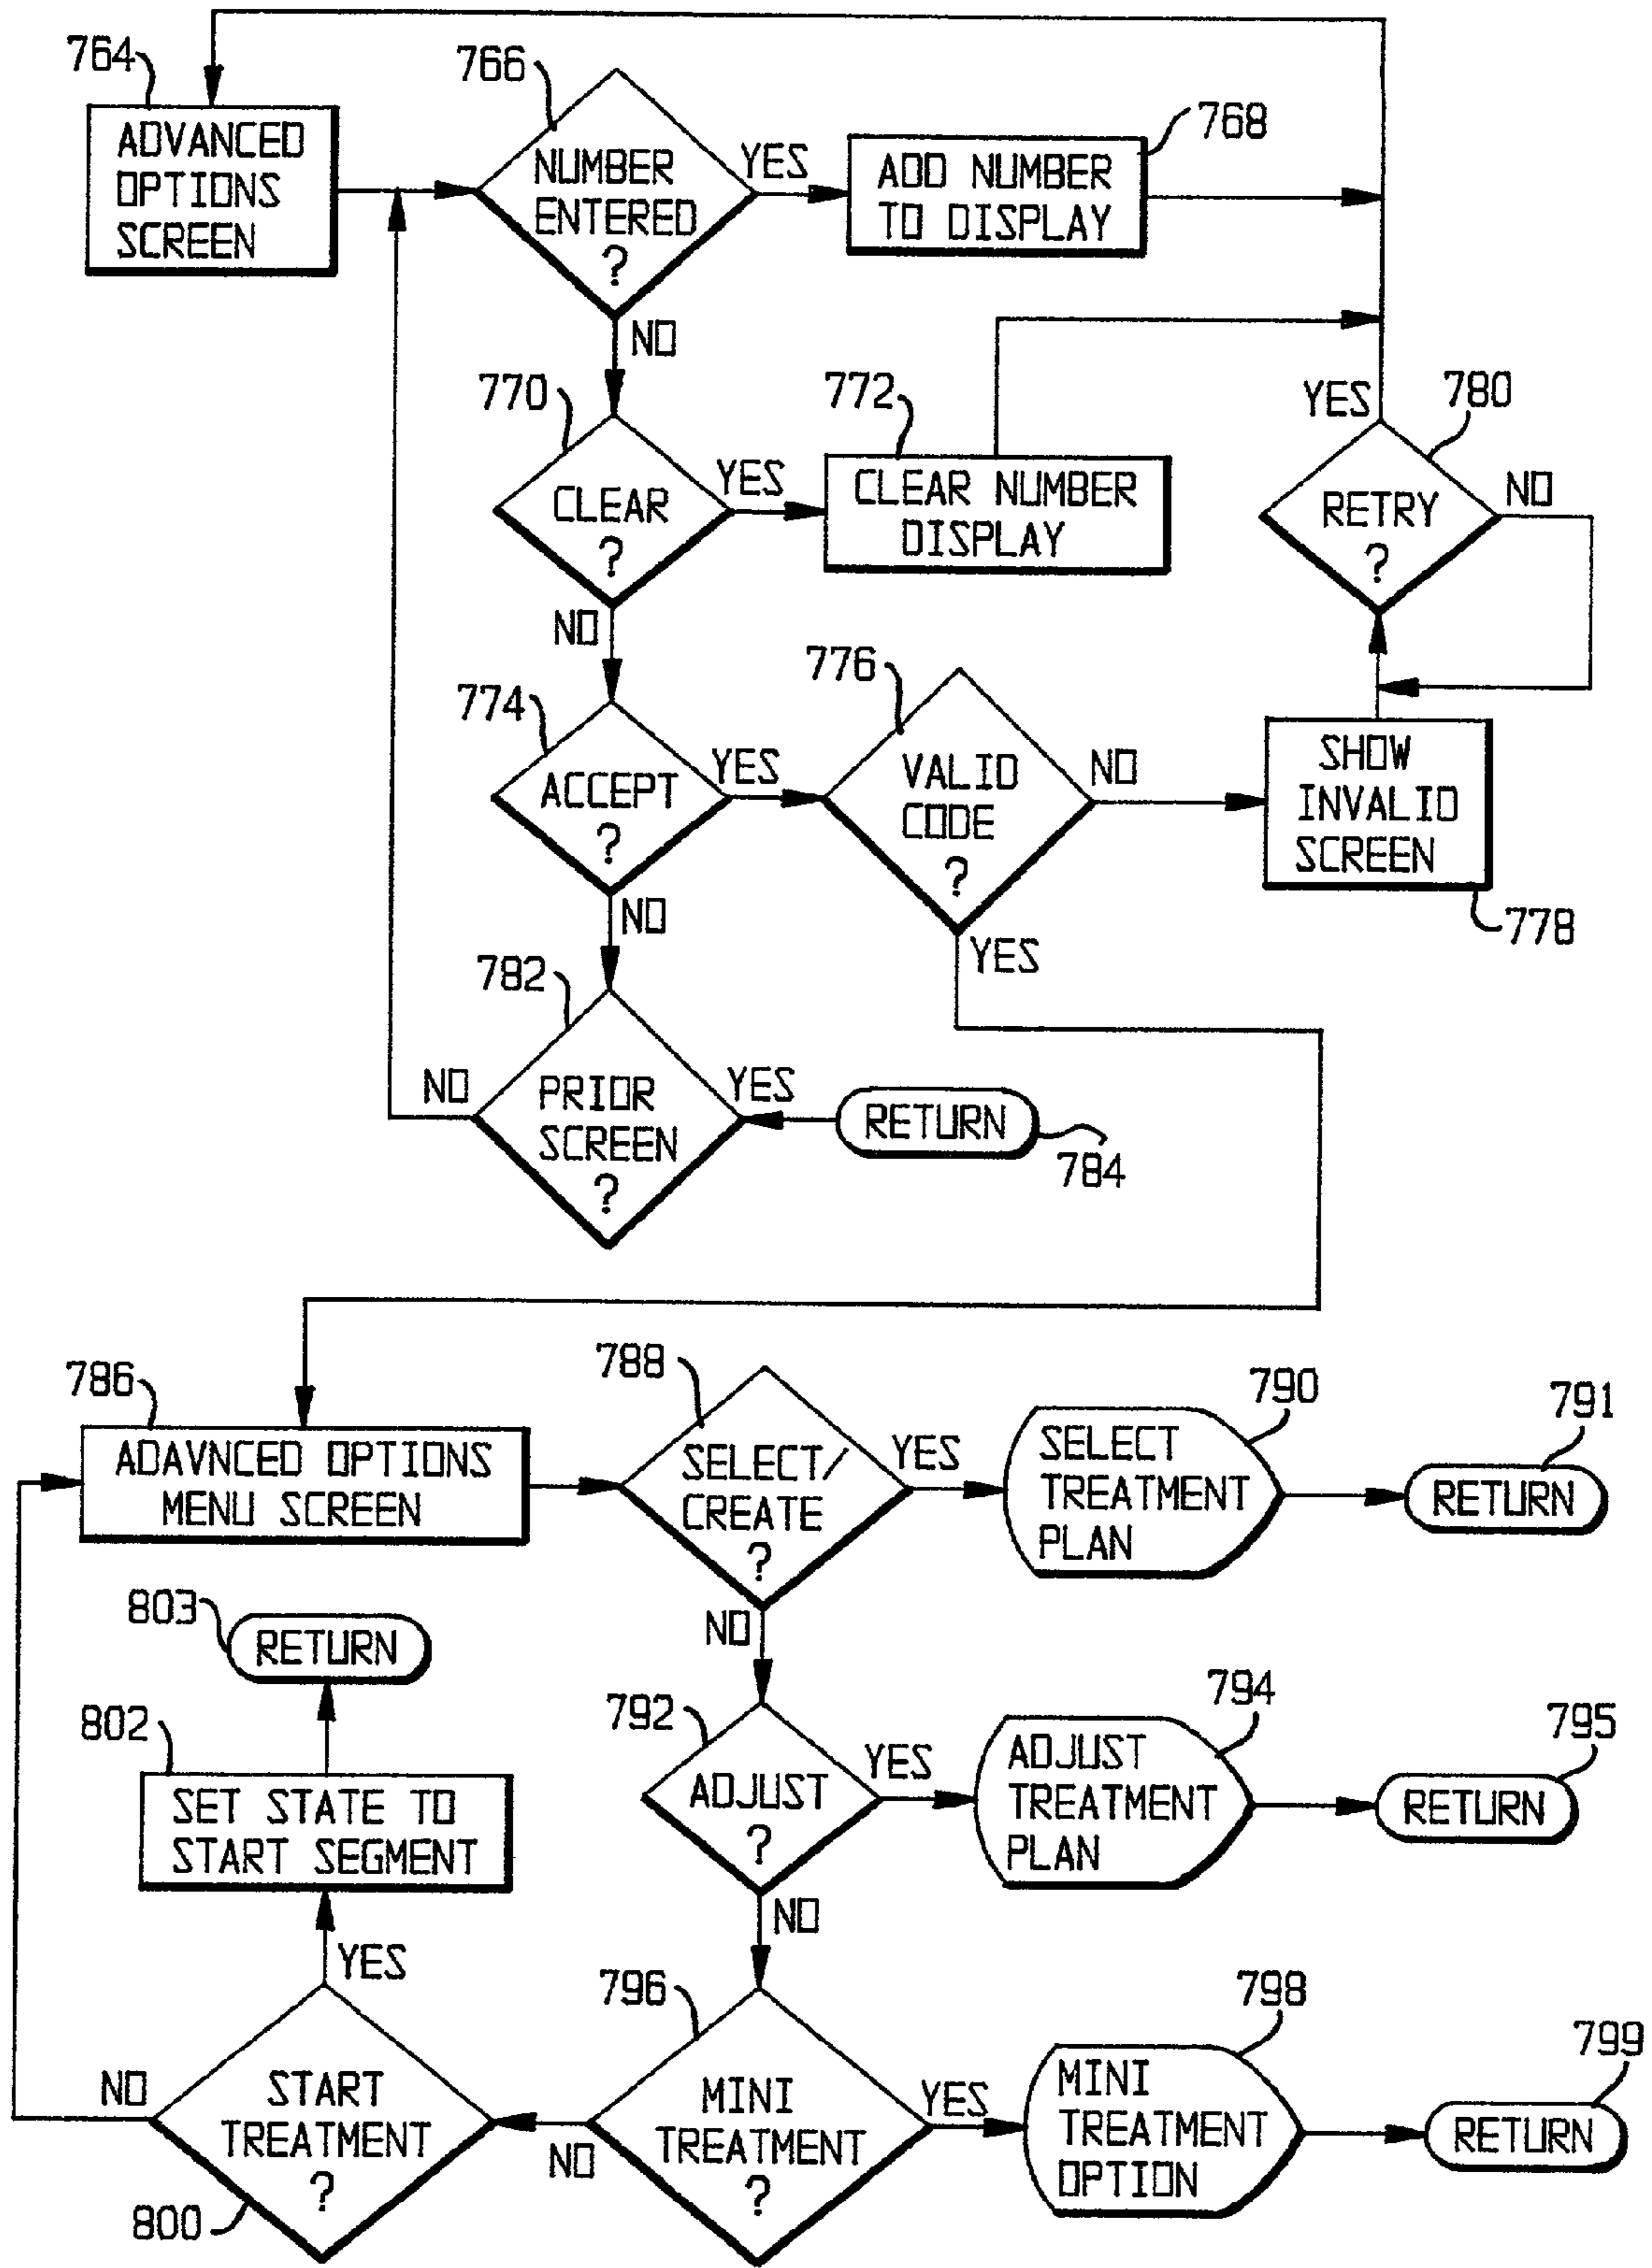 764
ADVANCED
OPTIONS
SCREEN
766
NUMBER
ENTERED
?
YES
NO
768
ADD NUMBER
TO DISPLAY
770
CLEAR
?
YES
NO
772
CLEAR NUMBER
DISPLAY
YES
780
RETRY
?
NO
774
ACCEPT
?
YES
NO
776
VALID
CODE
?
NO
YES
SHOW
INVALID
SCREEN
778
782
NO
PRIOR
SCREEN
?
YES
RETURN
784
786
ADAVNCED OPTIONS
MENU SCREEN
788
SELECT/
CREATE
?
YES
NO
790
SELECT
TREATMENT
PLAN
791
RETURN
803
RETURN
802
SET STATE TO
START SEGMENT
YES
792
ADJUST
?
YES
NO
794
ADJUST
TREATMENT
PLAN
795
RETURN
NO
START
TREATMENT
?
800
796
MINI
TREATMENT
?
NO
YES
798
MINI
TREATMENT
OPTION
799
RETURN